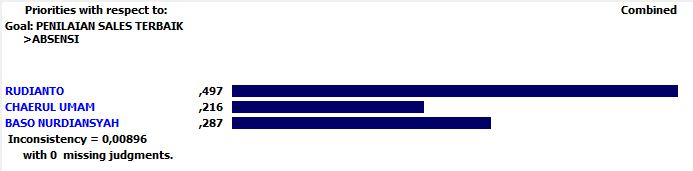 Priorities with respect to: Combined
Goal: PENILAIAN SALES TERBAIK
>ABSENSI
RUDIANTO ,497
CHAERUL UMAM ,216
BASO NURDIANSYAH ,287
Inconsistency = 0,00896
with 0 missing judgments.